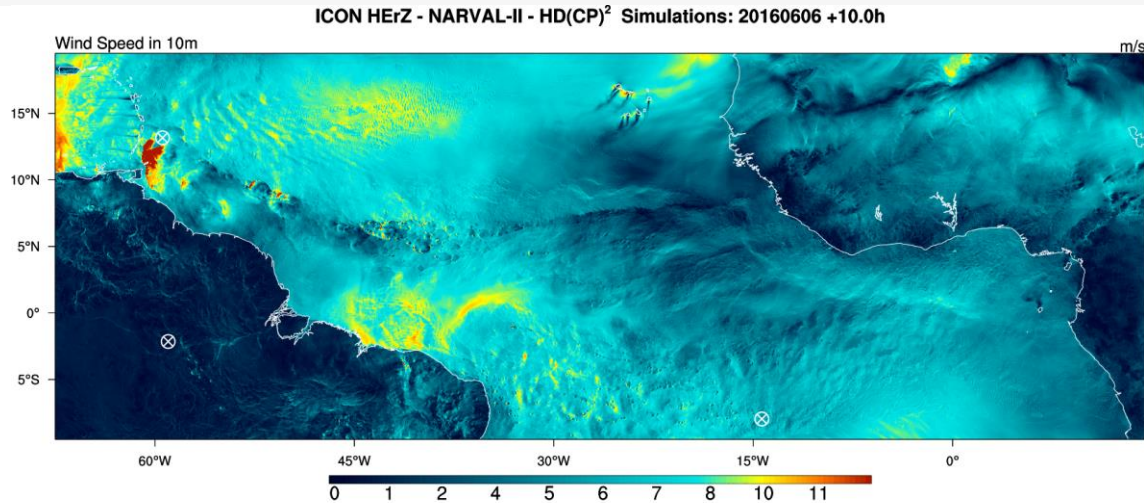 ICON HErZ - NARVAL-II - HD(CP)² Simulations: 20160606 +10.0h
Wind Speed in 10m m/s
15°N
10°N
5°N
0°
5°S
60°W 45°W 30°W 15°W 0°
0 1 2 4 5 6 7 8 10 11